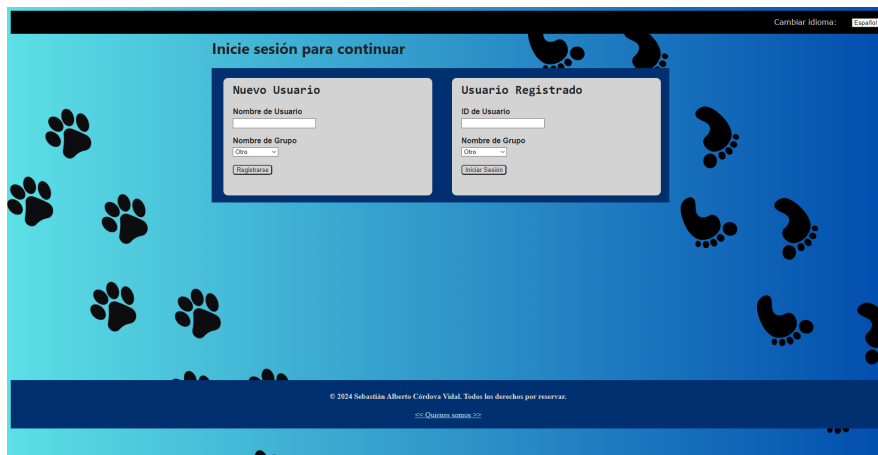 Cambiar idioma:
Español
Inicie sesión para continuar
Nuevo Usuario
Nombre de Usuario
Nombre de Grupo
Otro
Registrarse
Usuario Registrado
ID de Usuario
Nombre de Grupo
Otro
Iniciar Sesión
© 2024 Sebastián Alberto Córdova Vidal. Todos los derechos por reservar.
<< Quienes somos >>